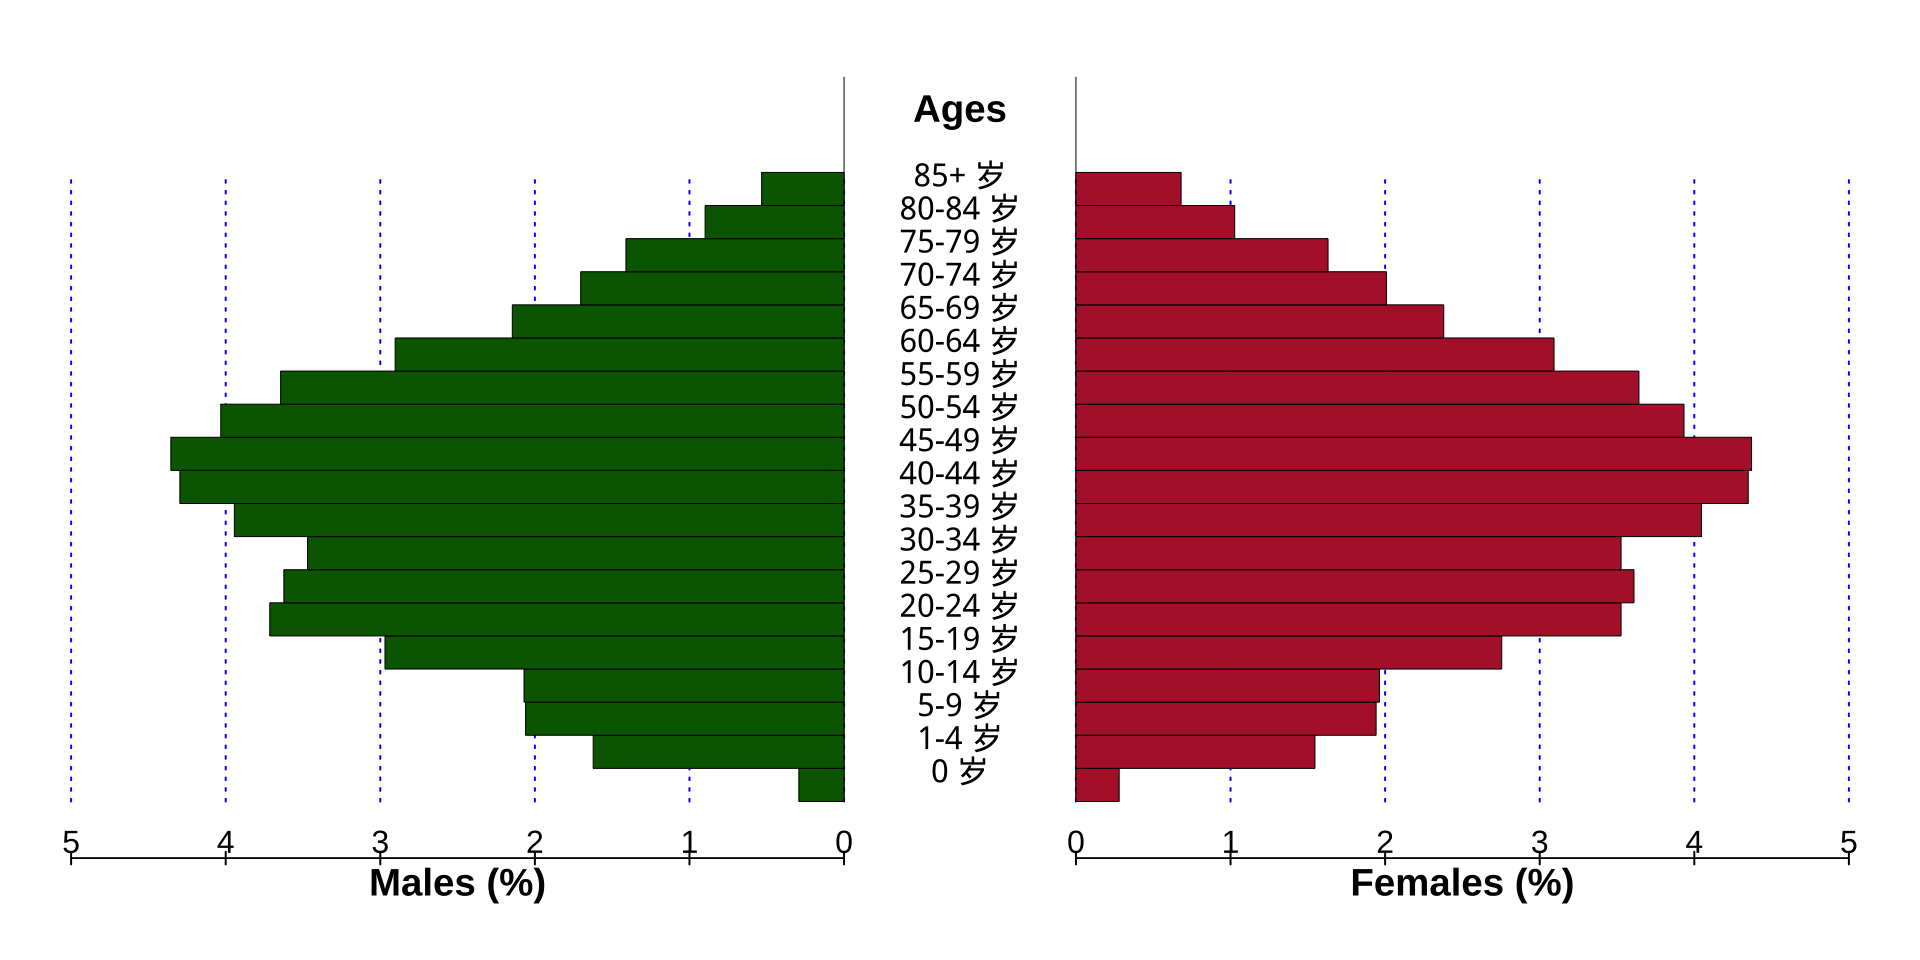 Ages
85+ 岁
80-84 岁
75-79 岁
70-74 岁
65-69 岁
60-64 岁
55-59 岁
50-54 岁
45-49 岁
40-44 岁
35-39 岁
30-34 岁
25-29 岁
20-24 岁
15-19 岁
10-14 岁
5-9 岁
1-4 岁
0 岁
5 4 3 2 1 0
0 1 2 3 4 5
Males (%)
Females (%)